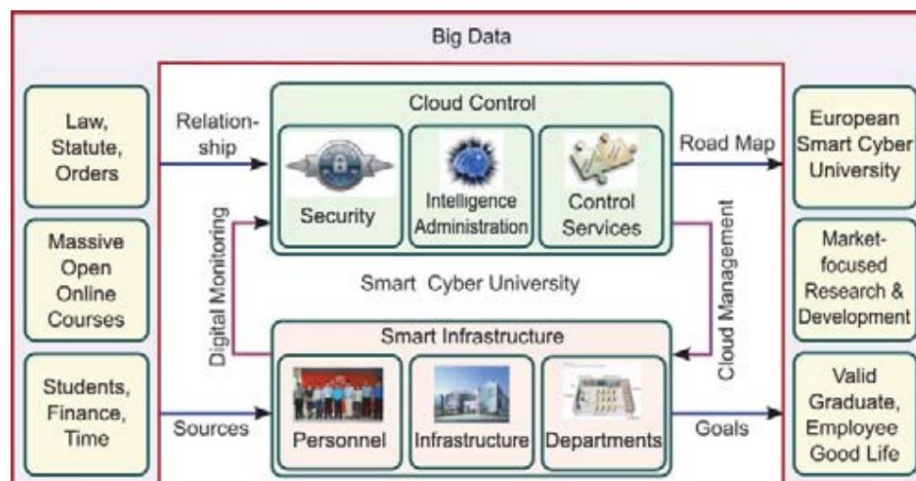 Big Data
Law,
Statute,
Orders
Relation-
ship
Cloud Control
Security
Intelligence
Administration
Control
Services
Road Map
European
Smart Cyber
University
Massive
Open
Online
Courses
Digital Monitoring
Smart Cyber University
Cloud Management
Market-
focused
Research &
Development
Students,
Finance,
Time
Sources
Smart Infrastructure
Personnel
Infrastructure
Departments
Goals
Valid
Graduate,
Employee
Good Life